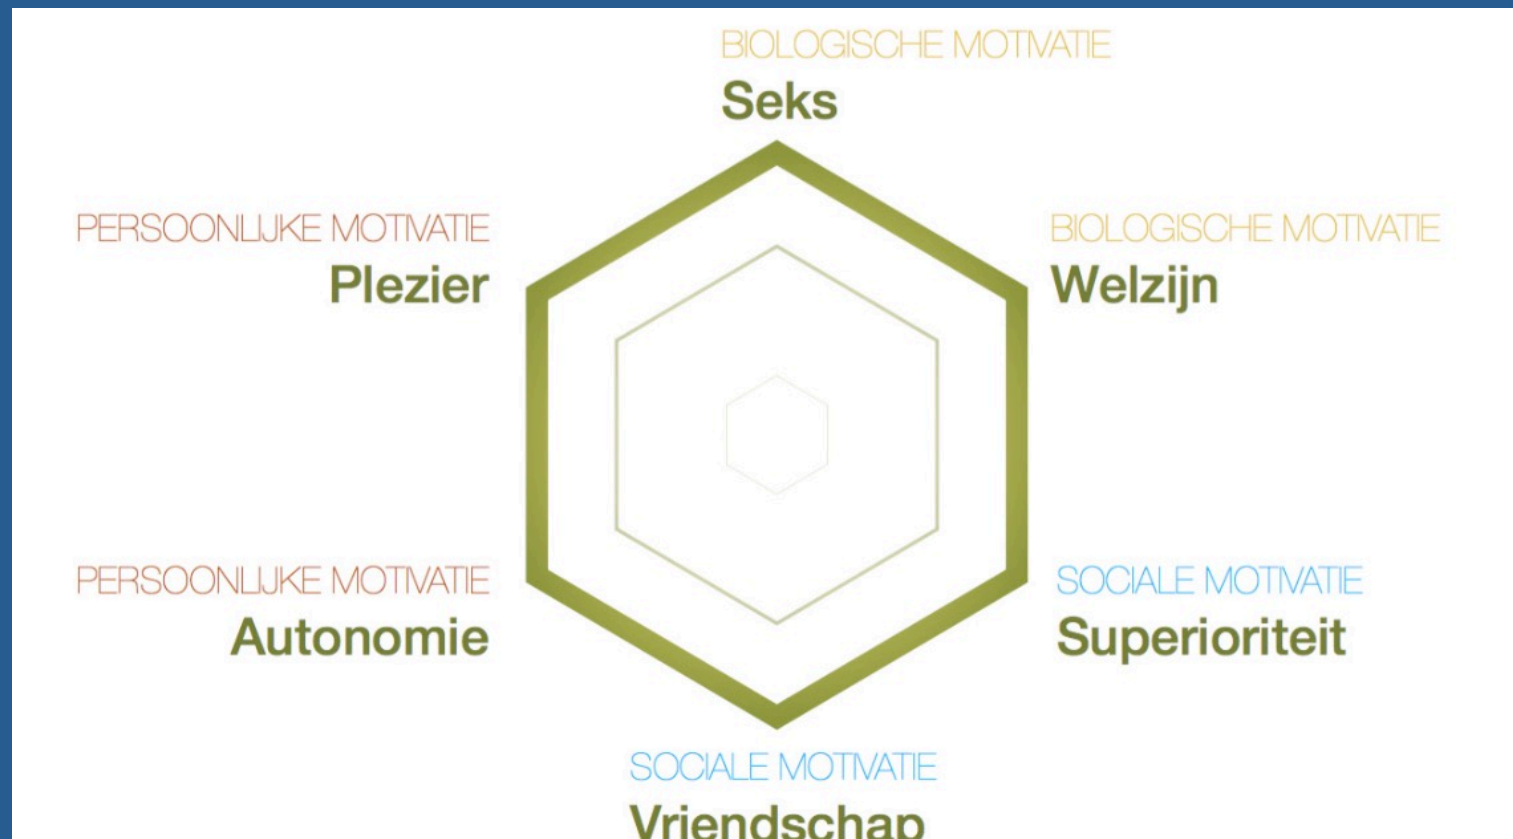 BIOLOGISCHE MOTIVATIE
Seks
PERSOONLIJKE MOTIVATIE
Plezier
BIOLOGISCHE MOTIVATIE
Welzijn
PERSOONLIJKE MOTIVATIE
Autonomie
SOCIALE MOTIVATIE
Superioriteit
SOCIALE MOTIVATIE
Vriendschap